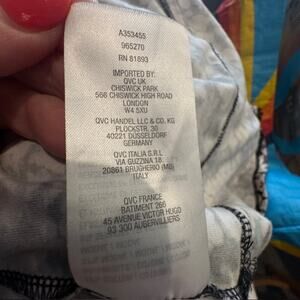 A353455
965270
RN 81893
IMPORTED BY:
QVC UK
CHISWICK PARK
566 CHISWICK HIGH ROAD
LONDON
W4 5XU
QVC HANDEL LLC & CO. KG
PLOCKSTR. 30
40221 DÜSSELDORF
GERMANY
QVC ITALIA S.R.L
VIA GUZZINA 18
20861 BRUGHERIO (MB)
ITALY
QVC FRANCE
BATIMENT 266
45 AVENUE VICTOR HUGO
93 300 AUBERVILLIERS